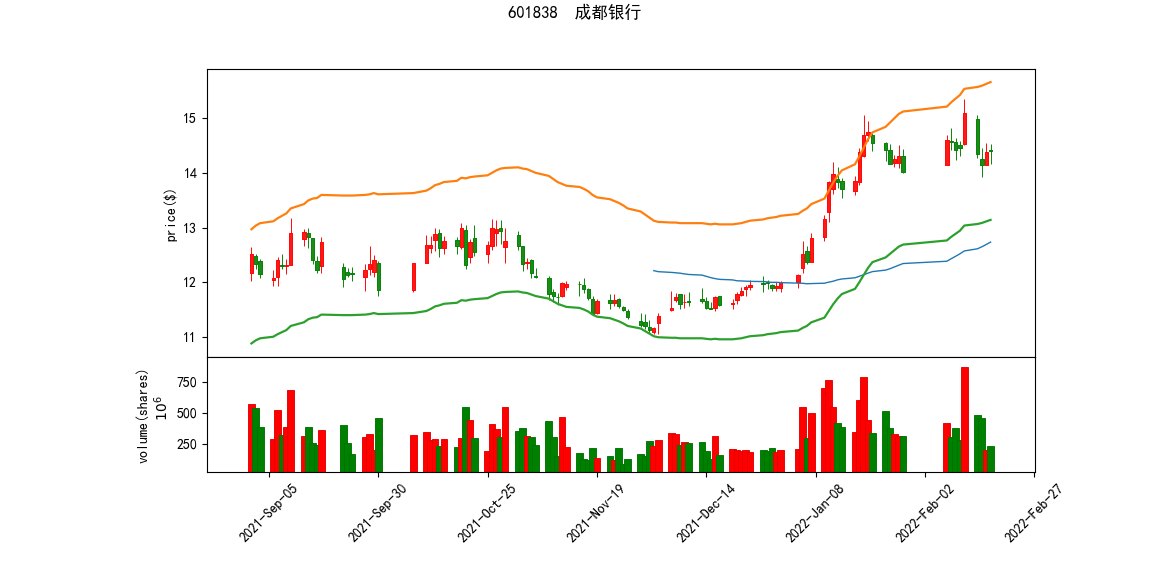 601838 成都银行
price($)
15
14
13
12
11
volume(shares)
10^6
750
500
250
2021-Sep-05
2021-Sep-30
2021-Oct-25
2021-Nov-19
2021-Dec-14
2022-Jan-08
2022-Feb-02
2022-Feb-27